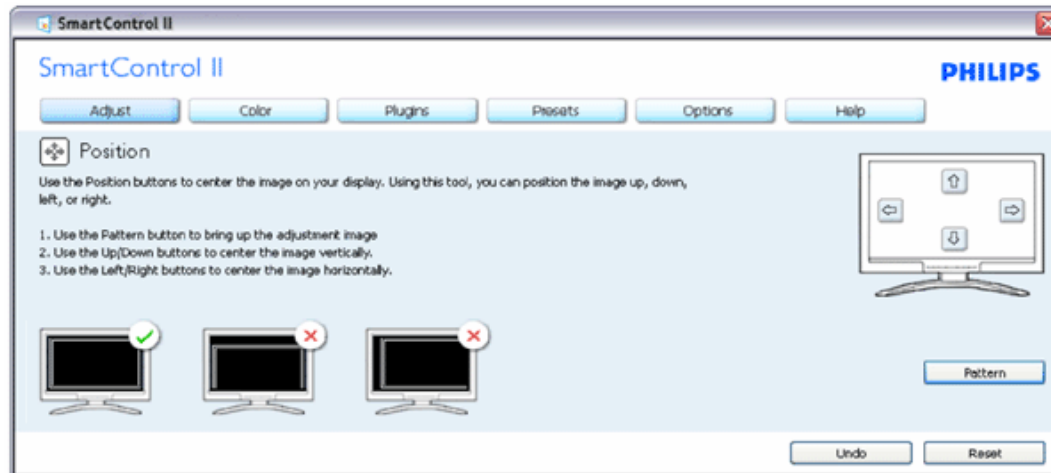 SmartControl II
SmartControl II
PHILIPS
Adjust Color Plugins Presets Options Help
Position
Use the Position buttons to center the image on your display. Using this tool, you can position the image up, down,
left, or right.
1. Use the Pattern button to bring up the adjustment image
2. Use the Up/Down buttons to center the image vertically.
3. Use the Left/Right buttons to center the image horizontally.
Pattern
Undo Reset